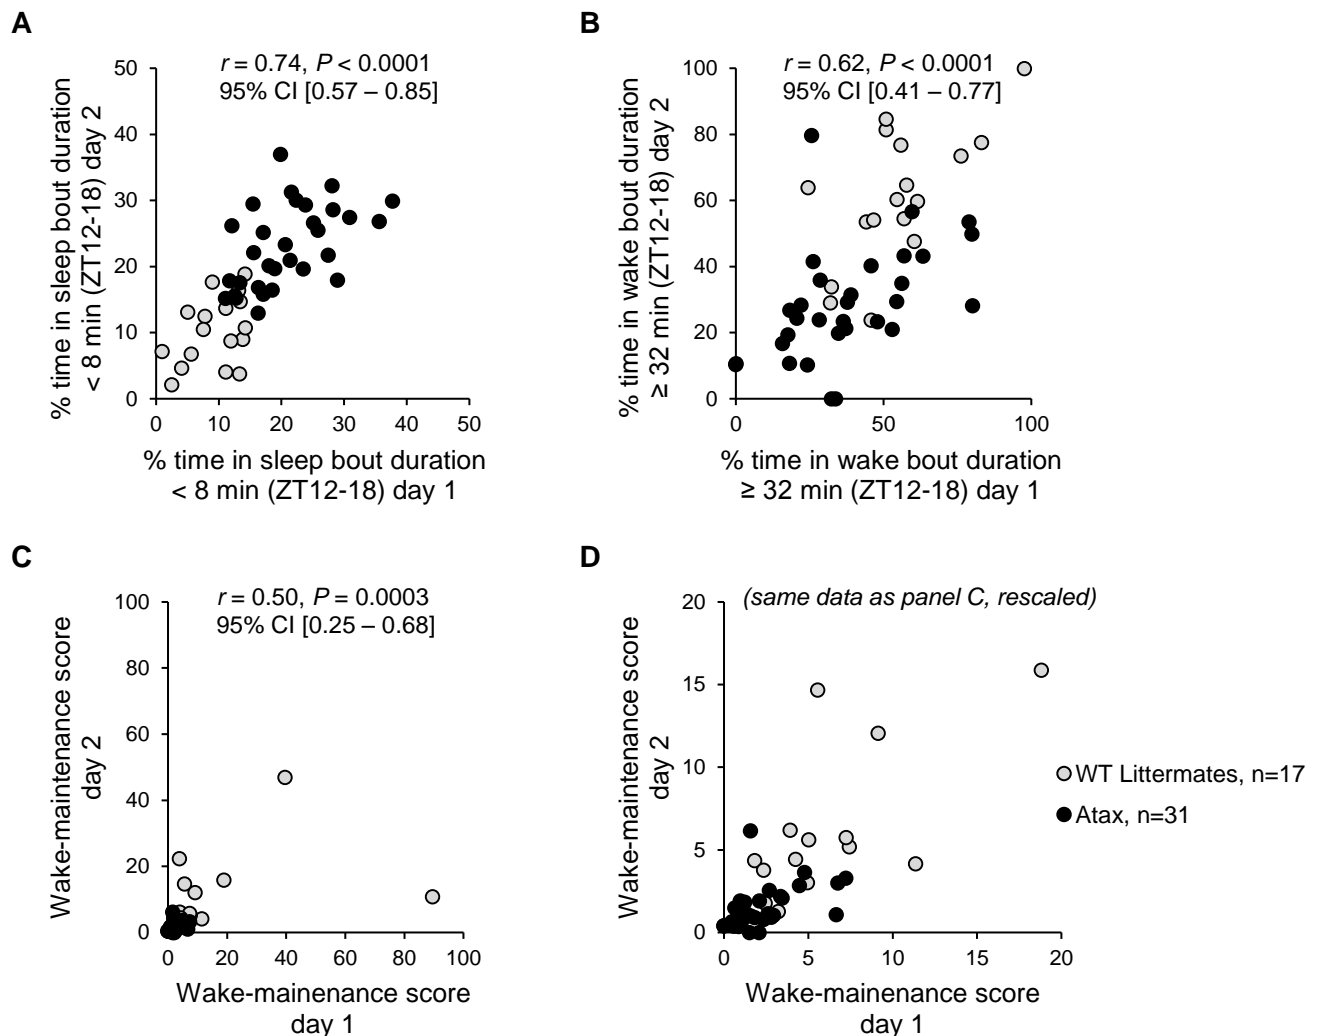 A
r = 0.74, P < 0.0001
95% CI [0.57 – 0.85]
% time in sleep bout duration
< 8 min (ZT12-18) day 2
50
40
30
20
10
0
0 10 20 30 40 50
% time in sleep bout duration
< 8 min (ZT12-18) day 1
B
r = 0.62, P < 0.0001
95% CI [0.41 – 0.77]
% time in wake bout duration
≥ 32 min (ZT12-18) day 2
100
80
60
40
20
0
0 50 100
% time in wake bout duration
≥ 32 min (ZT12-18) day 1
C
r = 0.50, P = 0.0003
95% CI [0.25 – 0.68]
Wake-maintenance score
day 2
100
80
60
40
20
0
0 20 40 60 80 100
Wake-mainenance score
day 1
D
(same data as panel C, rescaled)
Wake-maintenance score
day 2
20
15
10
5
0
0 5 10 15 20
Wake-mainenance score
day 1
WT Littermates, n=17
Atax, n=31